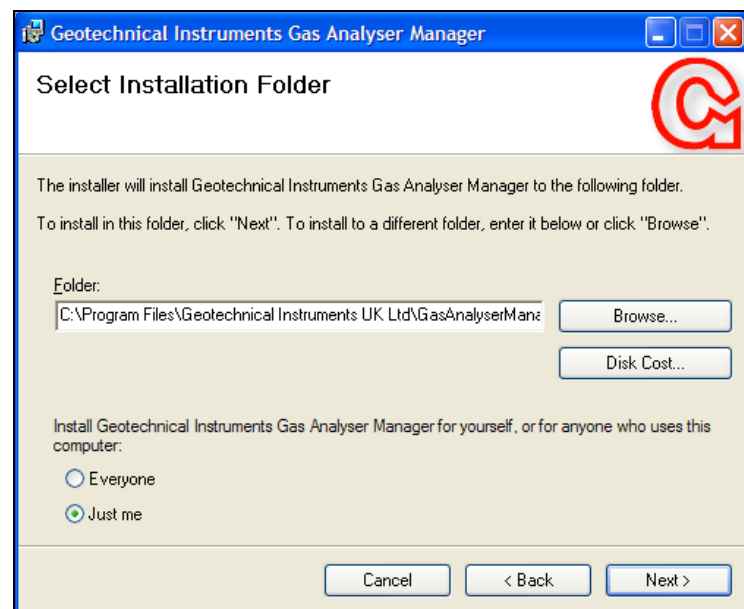 Geotechnical Instruments Gas Analyser Manager
Select Installation Folder
The installer will install Geotechnical Instruments Gas Analyser Manager to the following folder.
To install in this folder, click "Next". To install to a different folder, enter it below or click "Browse".
Folder:
C:\Program Files\Geotechnical Instruments UK Ltd\GasAnalyserMana
Browse...
Disk Cost...
Install Geotechnical Instruments Gas Analyser Manager for yourself, or for anyone who uses this
computer:
Everyone
Just me
Cancel
< Back
Next >